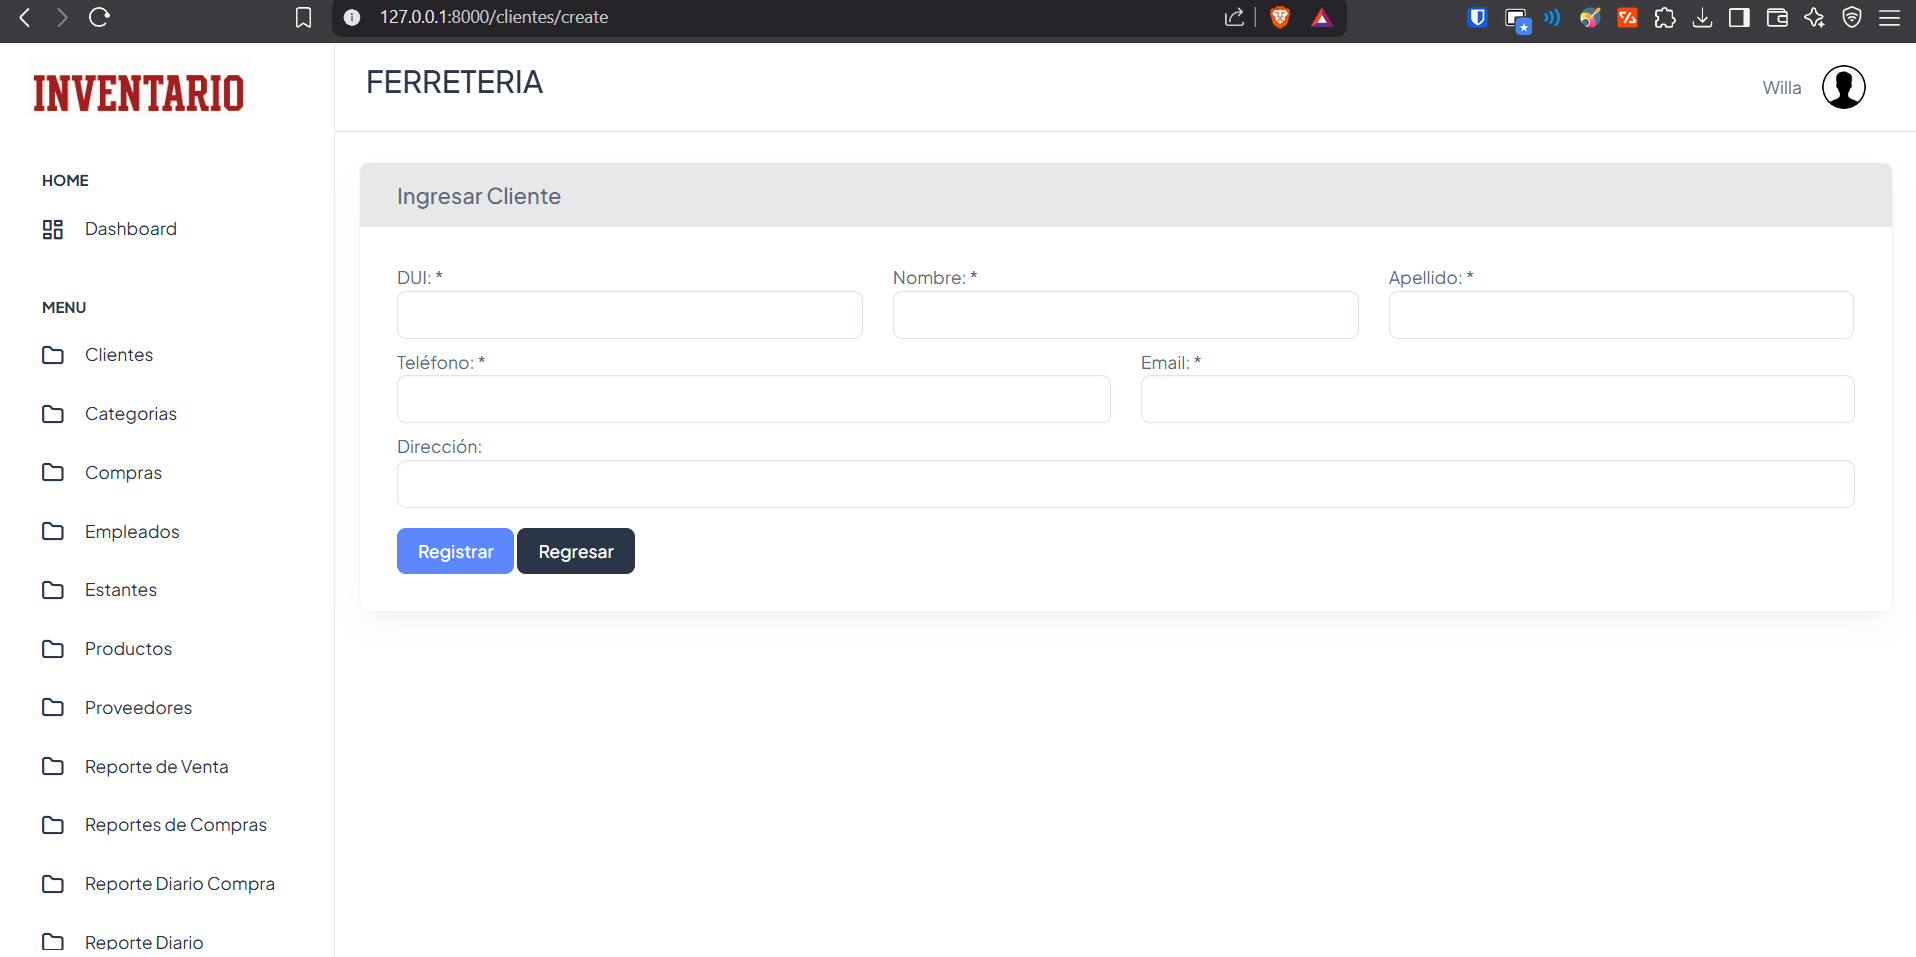 127.0.0.1:8000/clientes/create
INVENTARIO
FERRETERIA
Willa
HOME
Dashboard
MENU
Clientes
Categorias
Compras
Empleados
Estantes
Productos
Proveedores
Reporte de Venta
Reportes de Compras
Reporte Diario Compra
Reporte Diario
Ingresar Cliente
DUI: *
Nombre: *
Apellido: *
Teléfono: *
Email: *
Dirección:
Registrar
Regresar